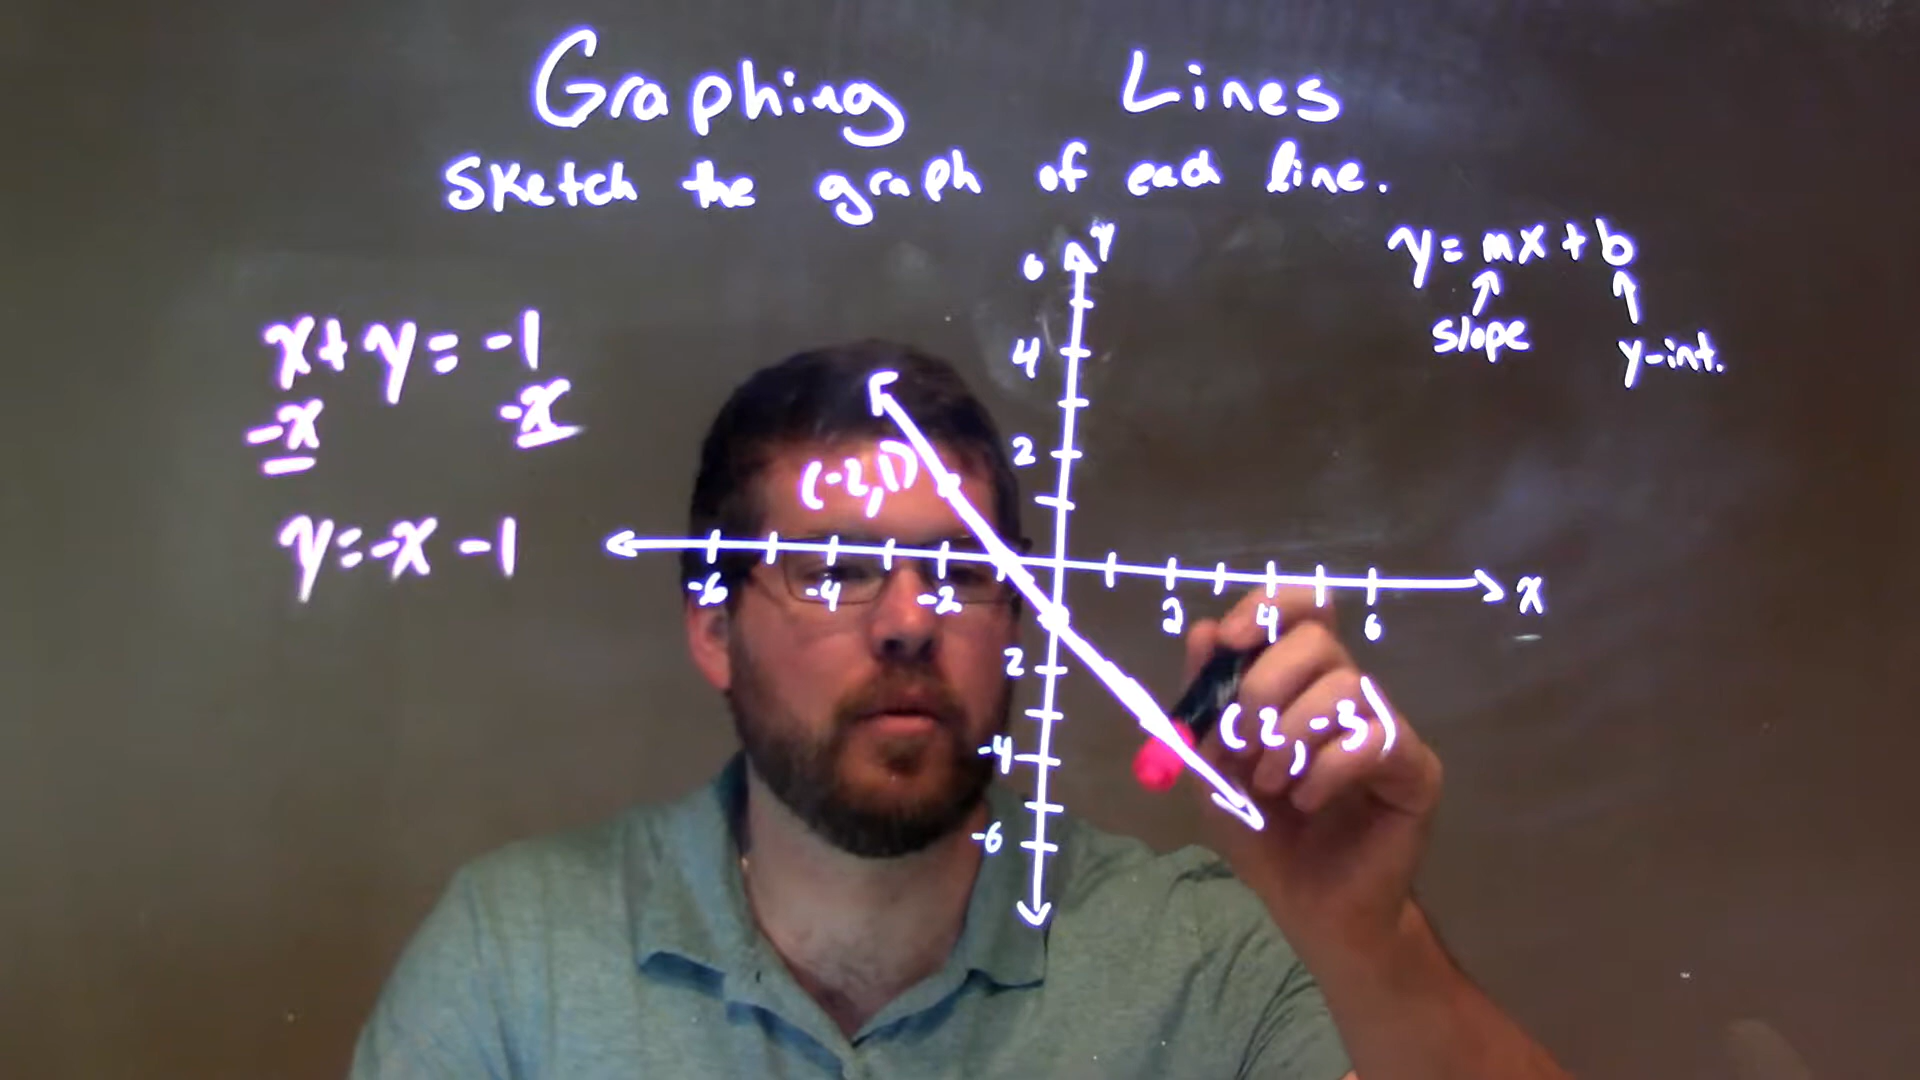 Graphing Lines
Sketch the graph of each line.
y = mx + b
slope
y-int.
x + y = -1
-x -x
y = -x - 1
y
6
4
2
(-2, 1)
-6 -4 -2 2 4 6 x
2
(2, -3)
-4
-6